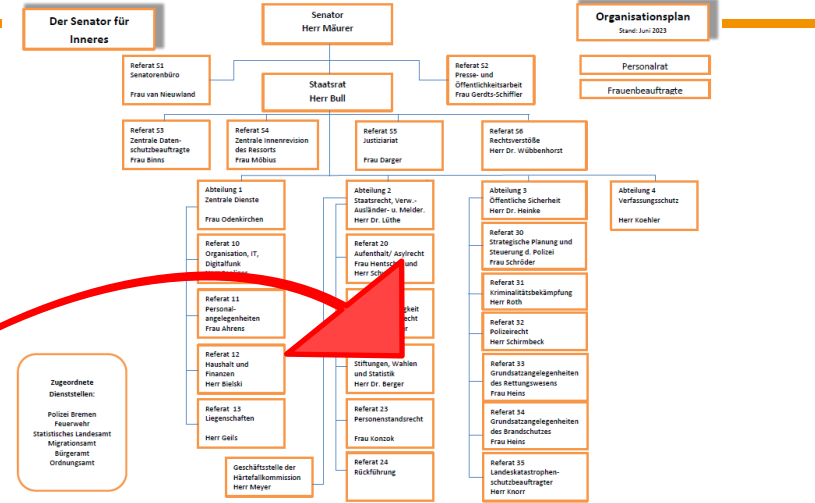 Der Senator für
Inneres
Senator
Herr Mäurer
Organisationsplan
Stand: Juni 2023
Personalrat
Frauenbeauftragte
Referat S1
Senatorenbüro
Frau van Nieuwland
Referat S2
Presse- und
Öffentlichkeitsarbeit
Frau Gerdts-Schiffler
Staatsrat
Herr Bull
Referat S3
Zentrale Daten-
schutzbeauftragte
Frau Binns
Referat S4
Zentrale Innenrevision
des Ressorts
Frau Möbius
Referat S5
Justiziariat
Frau Darger
Referat S6
Rechtsverstöße
Herr Dr. Wübbenhorst
Abteilung 1
Zentrale Dienste
Frau Odenkirchen
Referat 10
Organisation, IT,
Digitalfunk
Referat 11
Personal-
angelegenheiten
Frau Ahrens
Referat 12
Haushalt und
Finanzen
Herr Bielski
Referat 13
Liegenschaften
Herr Geils
Abteilung 2
Staatsrecht, Verw.-
Ausländer- u. Melder.
Herr Dr. Lüthe
Referat 20
Aufenthalt/ Asylrecht
Frau und
Herr
Stiftungen, Wahlen
und Statistik
Herr Dr. Berger
Referat 23
Personenstandsrecht
Frau Konzok
Referat 24
Rückführung
Geschäftsstelle der
Härtefallkommission
Herr Meyer
Abteilung 3
Öffentliche Sicherheit
Herr Dr. Heinke
Referat 30
Strategische Planung und
Steuerung d. Polizei
Frau Schröder
Referat 31
Kriminalitätsbekämpfung
Herr Roth
Referat 32
Polizeirecht
Herr Schirmbeck
Referat 33
Grundsatzangelegenheiten
des Rettungswesens
Frau Heins
Referat 34
Grundsatzangelegenheiten
des Brandschutzes
Frau Heins
Referat 35
Landeskatastrophen-
schutzbeauftragter
Herr Knorr
Abteilung 4
Verfassungsschutz
Herr Koehler
Zugeordnete
Dienststellen:
Polizei Bremen
Feuerwehr
Statistisches Landesamt
Migrationsamt
Bürgeramt
Ordnungsamt